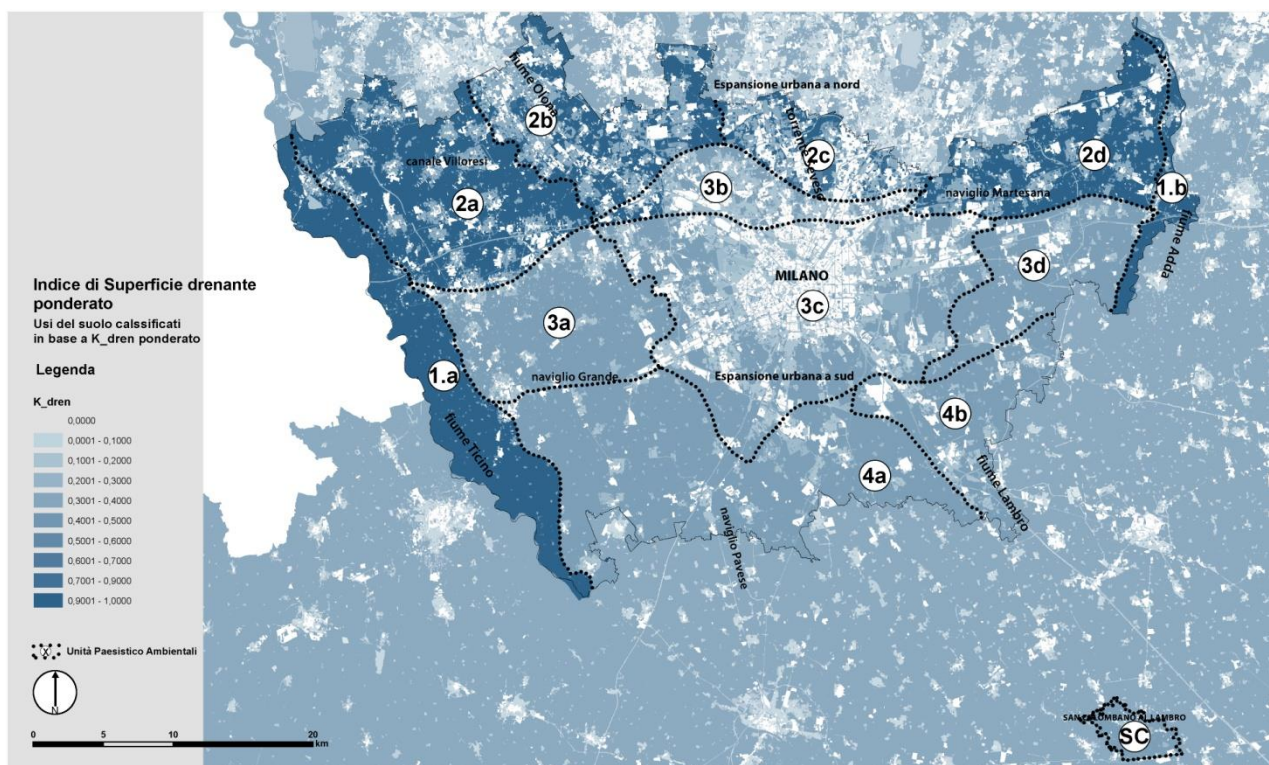 Espansione urbana a nord
fiume Olona
2b
torrente Seveso
2c
2d
canale Villoresi
2a
3b
naviglio Martesana
1.b
fiume Adda
3d
MILANO
3c
3a
1.a
naviglio Grande
Espansione urbana a sud
4b
fiume Ticino
4a
fiume Lambro
naviglio Pavese
SAN COLOMBANO AL LAMBRO
SC
Indice di Superficie drenante
ponderato
Usi del suolo calssificati
in base a K_dren ponderato
Legenda
K_dren
0,0000
0,0001 - 0,1000
0,1001 - 0,2000
0,2001 - 0,3000
0,3001 - 0,4000
0,4001 - 0,5000
0,5001 - 0,6000
0,6001 - 0,7000
0,7001 - 0,9000
0,9001 - 1,0000
X Unità Paesistico Ambientali
N
0 5 10 20
km